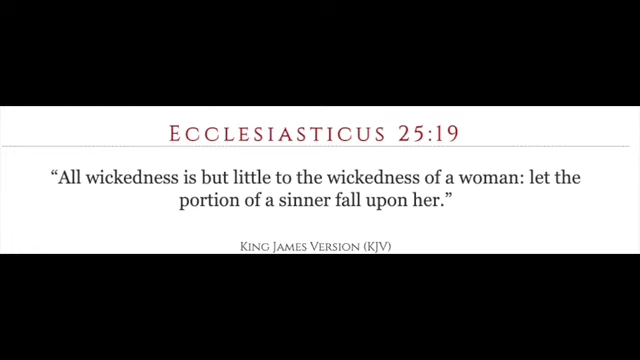 Ecclesiasticus 25:19
“All wickedness is but little to the wickedness of a woman: let the
portion of a sinner fall upon her.”
King James Version (KJV)